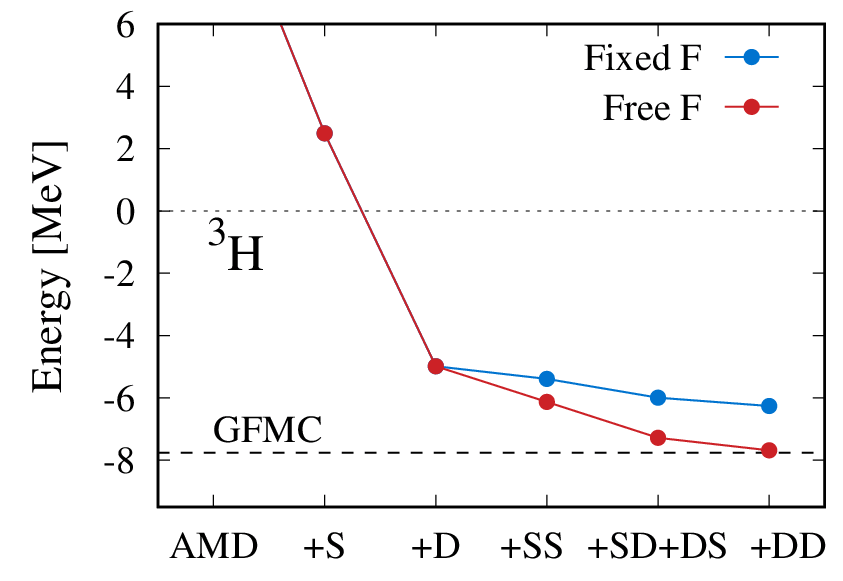 Energy [MeV]
6
4
2
0
-2
-4
-6
-8
Fixed F
Free F
³H
GFMC
AMD +S +D +SS +SD+DS +DD